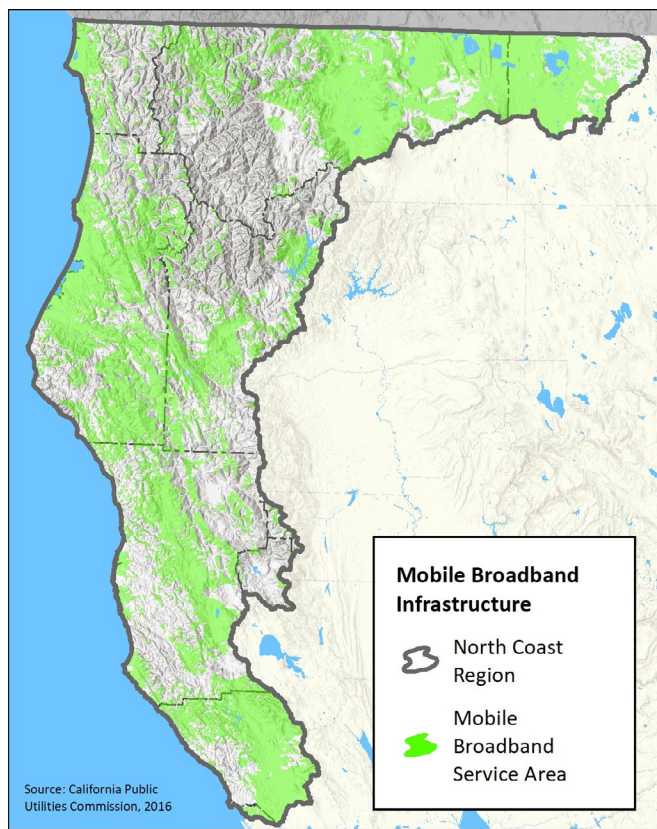 Mobile Broadband
Infrastructure
North Coast
Region
Mobile
Broadband
Service Area
Source: California Public
Utilities Commission, 2016